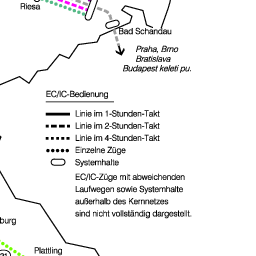 Riesa
Bad Schandau
Praha, Brno
Bratislava
Budapest keleti pu.
EC/IC-Bedienung
Linie im 1-Stunden-Takt
Linie im 2-Stunden-Takt
Linie im 4-Stunden-Takt
Einzelne Züge
Systemhalte
EC/IC-Züge mit abweichenden
Laufwegen sowie Systemhalte
außerhalb des Kernnetzes
sind nicht vollständig dargestellt.
burg
Plattling